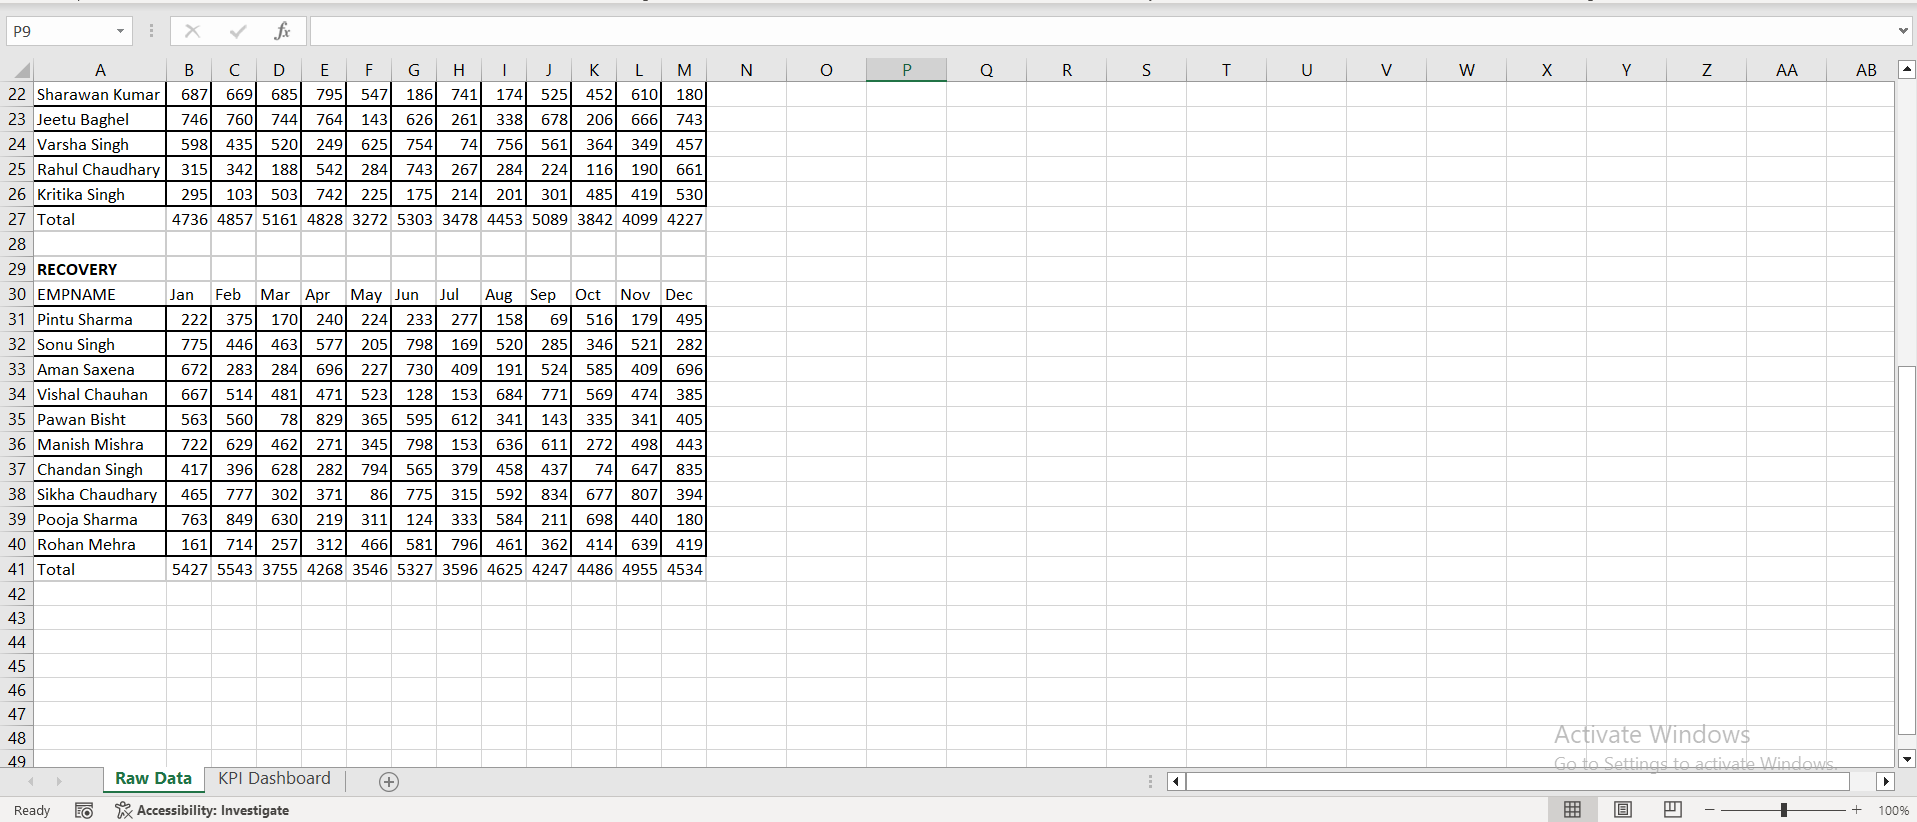 P9 fx
A B C D E F G H I J K L M N O P Q R S T U V W X Y Z AA AB
22 Sharawan Kumar 687 669 685 795 547 186 741 174 525 452 610 180
23 Jeetu Baghel 746 760 744 764 143 626 261 338 678 206 666 743
24 Varsha Singh 598 435 520 249 625 754 74 756 561 364 349 457
25 Rahul Chaudhary 315 342 188 542 284 743 267 284 224 116 190 661
26 Kritika Singh 295 103 503 742 225 175 214 201 301 485 419 530
27 Total 4736 4857 5161 4828 3272 5303 3478 4453 5089 3842 4099 4227
28
29 RECOVERY
30 EMPNAME Jan Feb Mar Apr May Jun Jul Aug Sep Oct Nov Dec
31 Pintu Sharma 222 375 170 240 224 233 277 158 69 516 179 495
32 Sonu Singh 775 446 463 577 205 798 169 520 285 346 521 282
33 Aman Saxena 672 283 284 696 227 730 409 191 524 585 409 696
34 Vishal Chauhan 667 514 481 471 523 128 153 684 771 569 474 385
35 Pawan Bisht 563 560 78 829 365 595 612 341 143 335 341 405
36 Manish Mishra 722 629 462 271 345 798 153 636 611 272 498 443
37 Chandan Singh 417 396 628 282 794 565 379 458 437 74 647 835
38 Sikha Chaudhary 465 777 302 371 86 775 315 592 834 677 807 394
39 Pooja Sharma 763 849 630 219 311 124 333 584 211 698 440 180
40 Rohan Mehra 161 714 257 312 466 581 796 461 362 414 639 419
41 Total 5427 5543 3755 4268 3546 5327 3596 4625 4247 4486 4955 4534
42
43
44
45
46
47
48
49
Activate Windows
Go to Settings to activate Windows.
Raw Data KPI Dashboard
Ready Accessibility: Investigate 100%